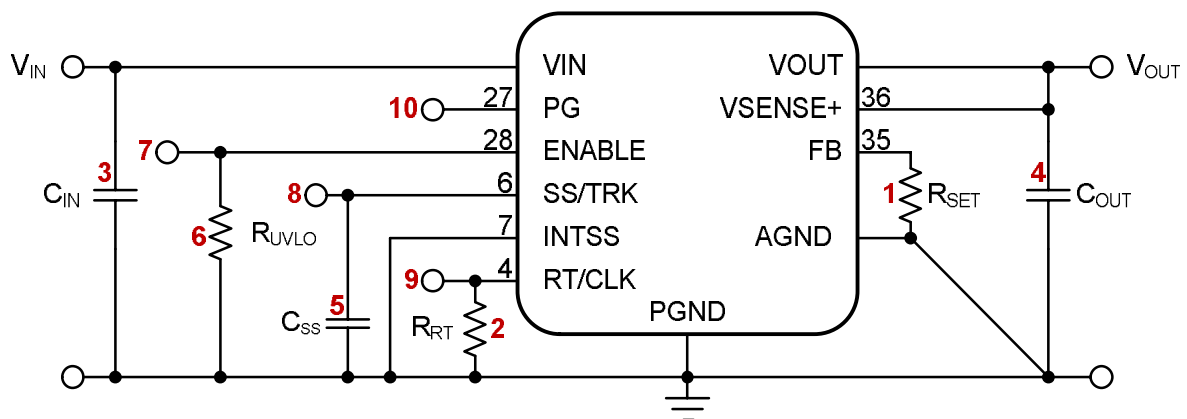 VIN VIN VOUT VOUT
10 27 PG VSENSE+ 36
7 28 ENABLE FB 35
3 CIN 8 6 SS/TRK 1 RSET 4 COUT
6 RUVLO 7 INTSS AGND
9 4 RT/CLK
5 CSS RRT 2 PGND